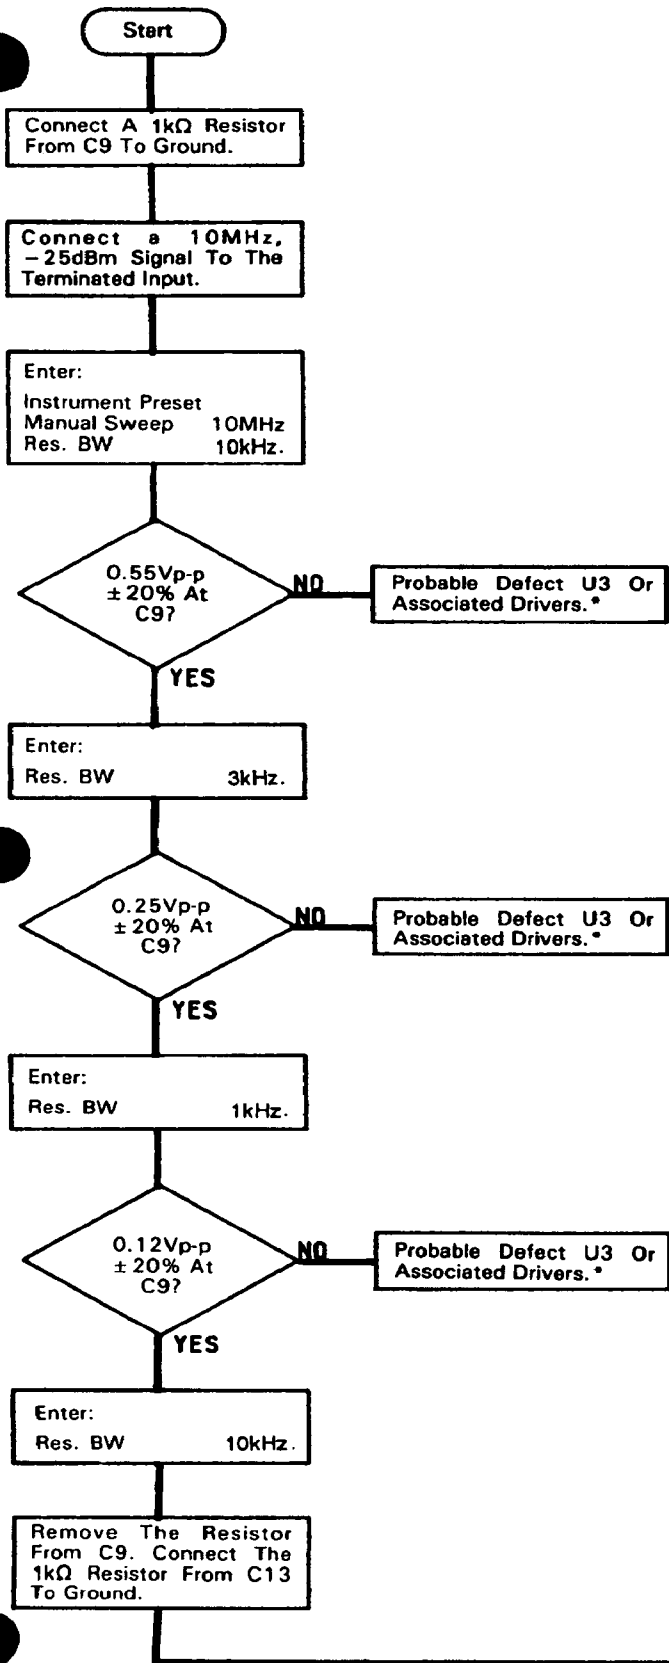 Start
Connect A 1kΩ Resistor
From C9 To Ground.
Connect a 10MHz,
−25dBm Signal To The
Terminated Input.
Enter:
Instrument Preset
Manual Sweep 10MHz
Res. BW 10kHz.
0.55Vp-p
±20% At
C9?
NO
Probable Defect U3 Or
Associated Drivers.*
YES
Enter:
Res. BW 3kHz.
0.25Vp-p
±20% At
C9?
NO
Probable Defect U3 Or
Associated Drivers.*
YES
Enter:
Res. BW 1kHz.
0.12Vp-p
±20% At
C9?
NO
Probable Defect U3 Or
Associated Drivers.*
YES
Enter:
Res. BW 10kHz.
Remove The Resistor
From C9. Connect The
1kΩ Resistor From C13
To Ground.